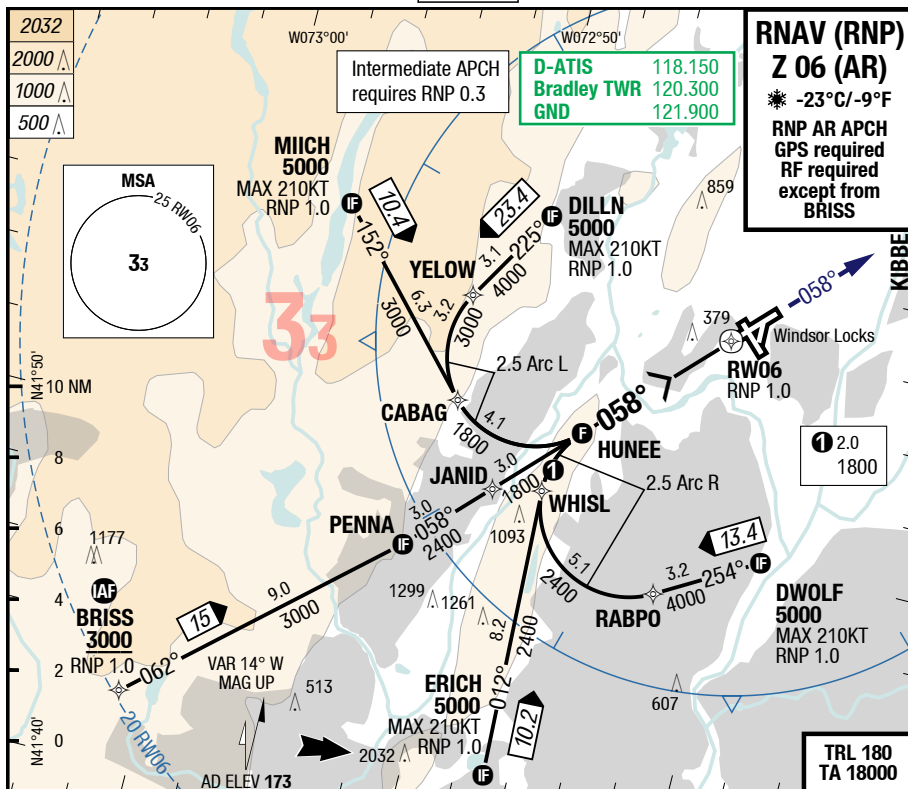 2032
2000
1000
500
W073°00'
W072°50'
Intermediate APCH
requires RNP 0.3
D-ATIS 118.150
Bradley TWR 120.300
GND 121.900
RNAV (RNP)
Z 06 (AR)
-23°C/-9°F
RNP AR APCH
GPS required
RF required
except from
BRISS
MSA
25 RW06
33
33
MIICH
5000
MAX 210KT
RNP 1.0
IF
10.4
152°
6.3
3000
23.4
IF
DILLN
5000
MAX 210KT
RNP 1.0
225°
3.1
4000
YELOW
3.2
3000
859
KIBBE
058°
379
Windsor Locks
RW06
RNP 1.0
2.5 Arc L
N41°50'
10 NM
CABAG
4.1
1800
058°
F
HUNEE
1 2.0
1800
8
JANID
3.0
1800
1
WHISL
2.5 Arc R
PENNA
3.0
IF
058°
2400
1093
6
1177
13.4
IF
3.2
254°
4000
DWOLF
5000
MAX 210KT
RNP 1.0
5.1
2400
RABPO
4
IAF
BRISS
3000
RNP 1.0
15
9.0
3000
062°
1299
1261
8.2
2400
2
VAR 14° W
MAG UP
513
ERICH
5000
MAX 210KT
RNP 1.0
IF
012°
10.2
607
N41°40'
0
20 RW06
2032
AD ELEV 173
TRL 180
TA 18000